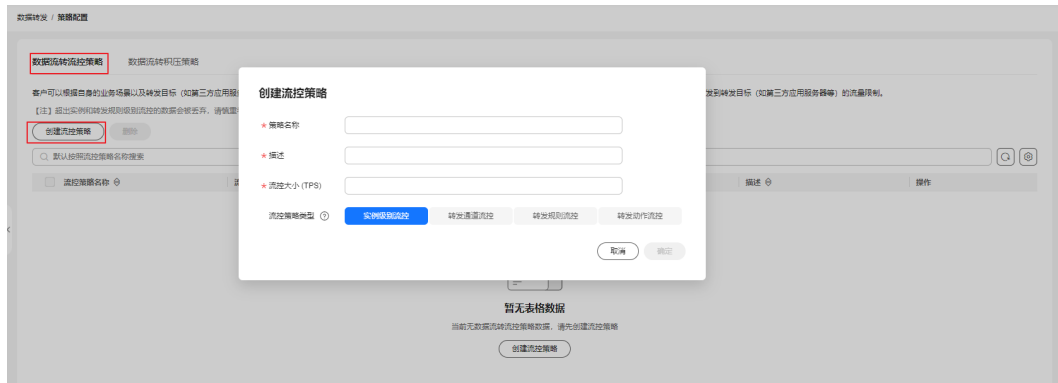 数据转发 / 策略配置
数据流转流控策略 数据流转积压策略
客户可以根据自身的业务场景以及转发目标（如第三方应用服
发到转发目标（如第三方应用服务器等）的流量限制。
【注】超出实例和转发规则级别流控的数据会被丢弃，请慎重
创建流控策略 删除
默认按照流控策略名称搜索
流控策略名称 描述 操作
创建流控策略
* 策略名称
* 描述
* 流控大小 (TPS)
流控策略类型 ? 实例级别流控 转发通道流控 转发规则流控 转发动作流控
取消 确定
暂无表格数据
当前无数据流转流控策略数据，请先创建流控策略
创建流控策略